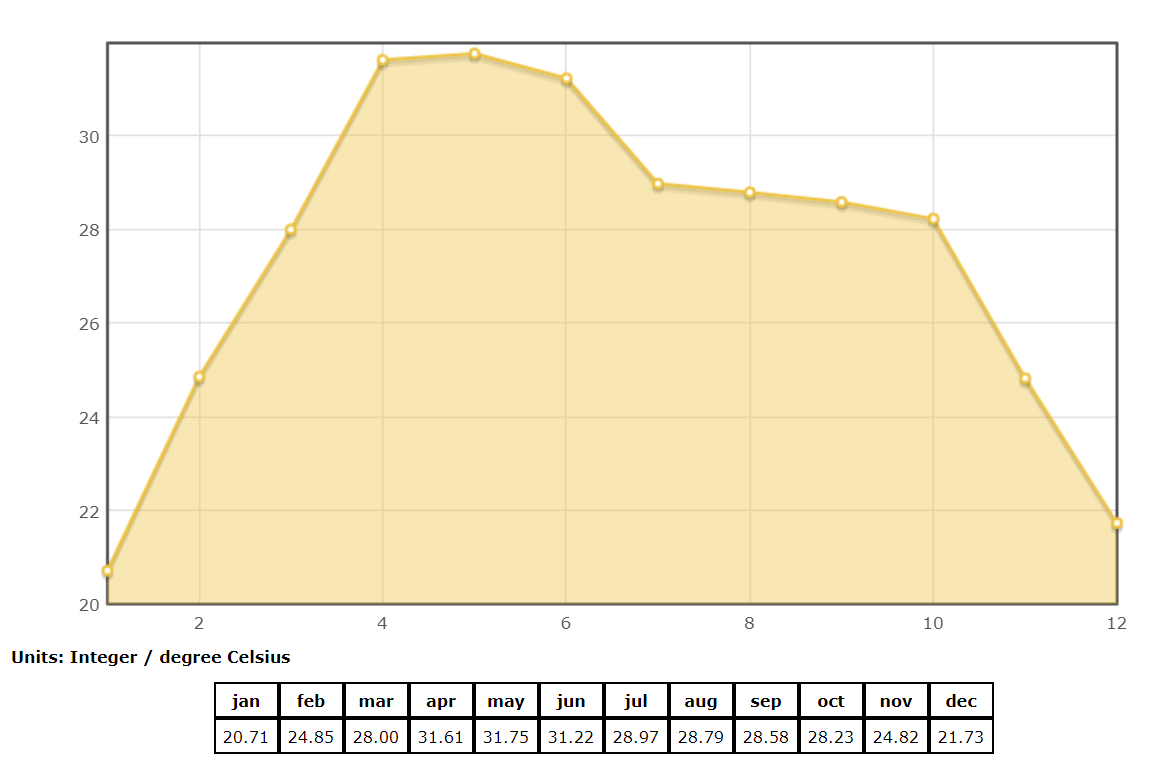 30
28
26
24
22
20
2 4 6 8 10 12
Units: Integer / degree Celsius
jan feb mar apr may jun jul aug sep oct nov dec
20.71 24.85 28.00 31.61 31.75 31.22 28.97 28.79 28.58 28.23 24.82 21.73